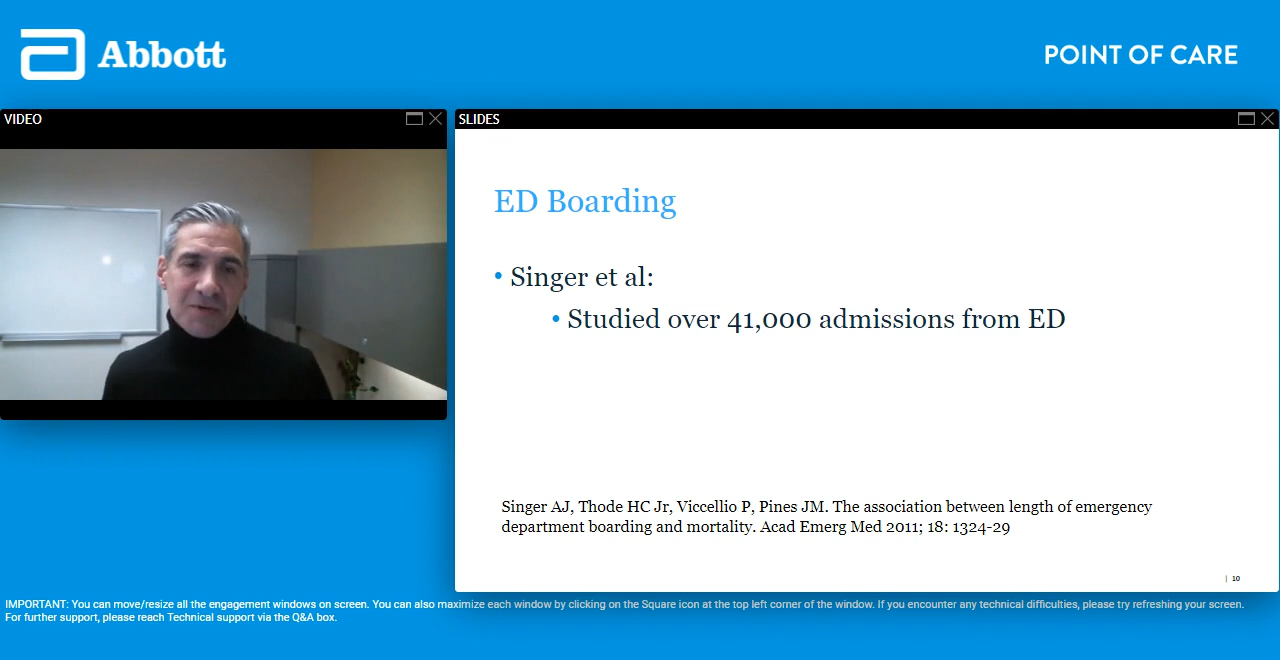 Abbott
POINT OF CARE
VIDEO
SLIDES
ED Boarding
• Singer et al:
• Studied over 41,000 admissions from ED
Singer AJ, Thode HC Jr, Viccellio P, Pines JM. The association between length of emergency
department boarding and mortality. Acad Emerg Med 2011; 18: 1324-29
| 10
IMPORTANT: You can move/resize all the engagement windows on screen. You can also maximize each window by clicking on the Square icon at the top left corner of the window. If you encounter any technical difficulties, please try refreshing your screen.
For further support, please reach Technical support via the Q&A box.